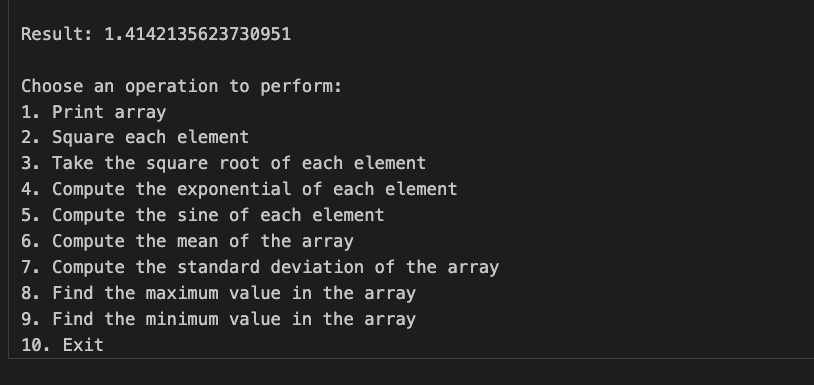 Result: 1.4142135623730951
Choose an operation to perform:
1. Print array
2. Square each element
3. Take the square root of each element
4. Compute the exponential of each element
5. Compute the sine of each element
6. Compute the mean of the array
7. Compute the standard deviation of the array
8. Find the maximum value in the array
9. Find the minimum value in the array
10. Exit